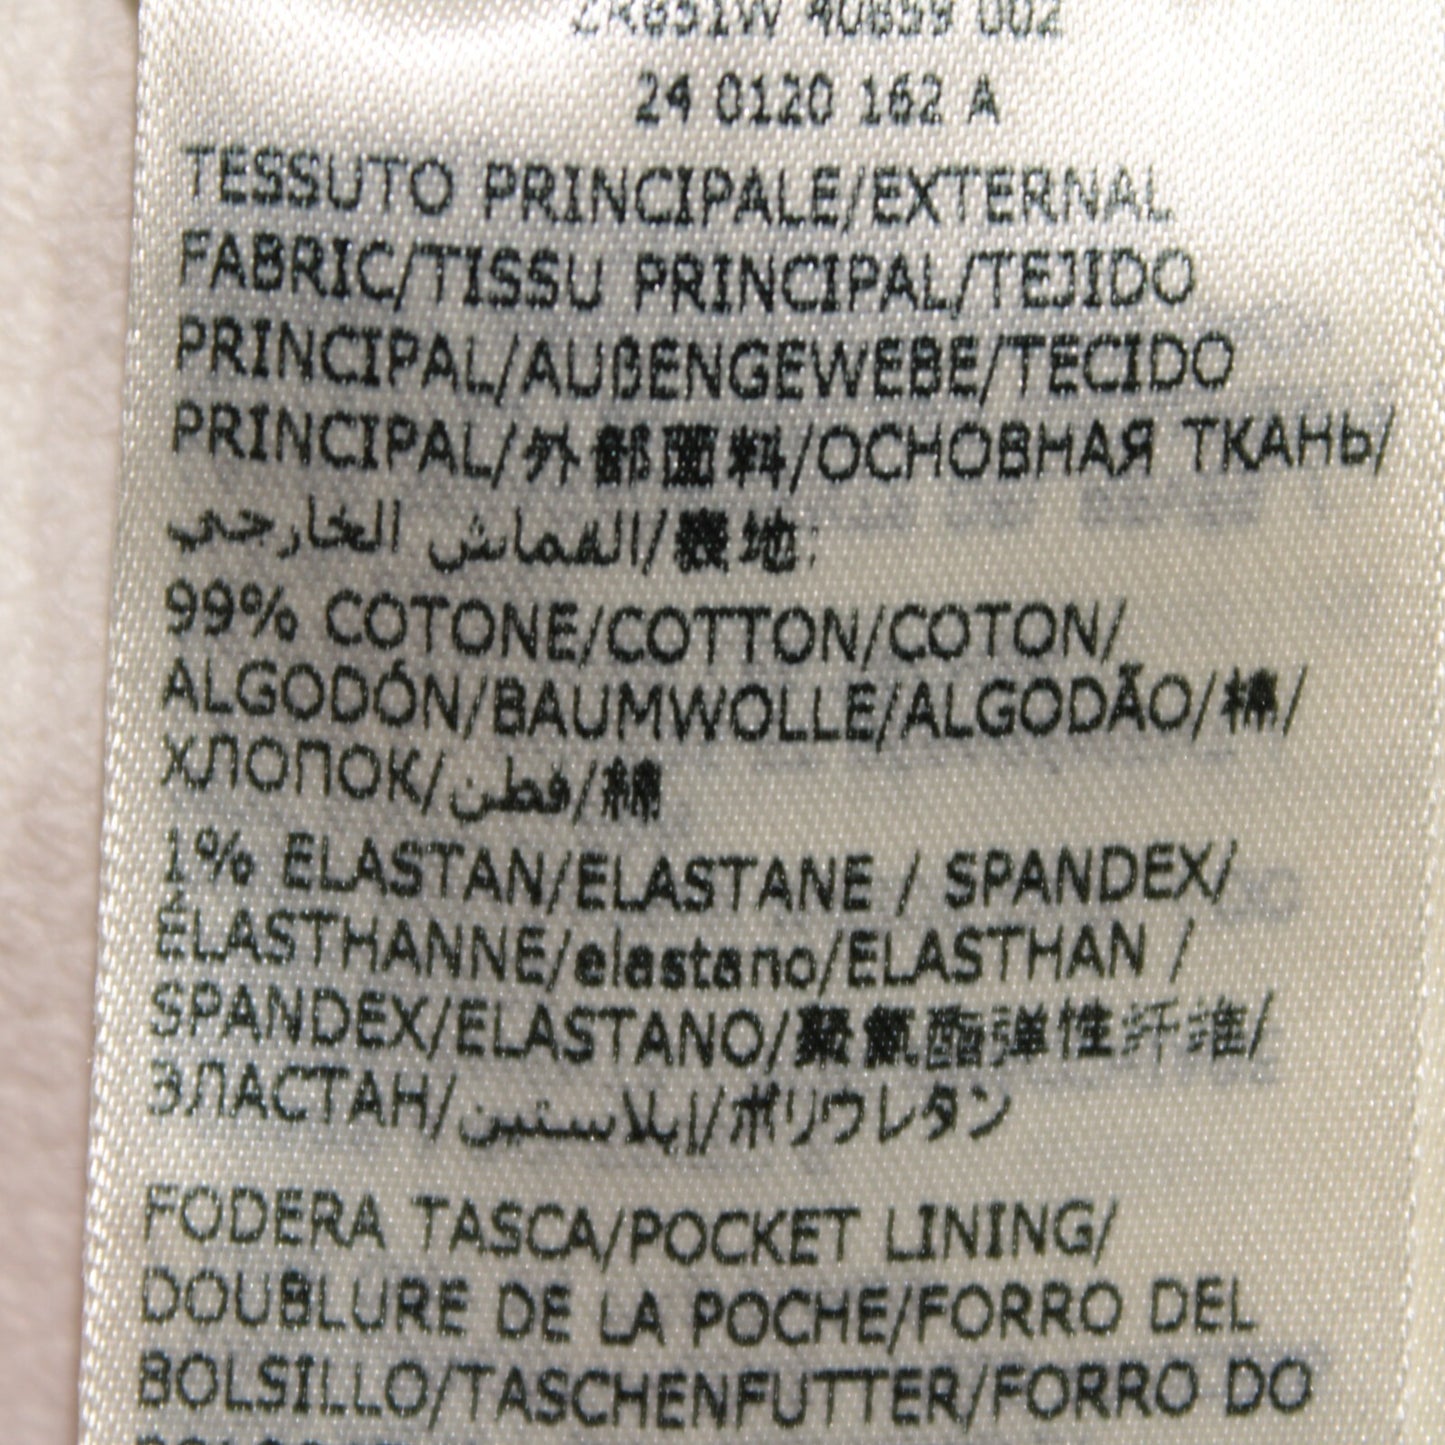 40859 002
24 0120 162 A
TESSUTO PRINCIPALE/EXTERNAL
FABRIC/TISSU PRINCIPAL/TEJIDO
PRINCIPAL/AUßENGEWEBE/TECIDO
PRINCIPAL/外部面料/ОСНОВНАЯ ТКАНЬ/
القماش الخارجي/表地:
99% COTONE/COTTON/COTON/
ALGODÓN/BAUMWOLLE/ALGODÃO/棉/
ХЛОПОК/قطن/綿
1% ELASTAN/ELASTANE / SPANDEX/
ÉLASTHANNE/elastano/ELASTHAN /
SPANDEX/ELASTANO/聚氨酯弹性纤维/
ЭЛАСТАН/إيلاستين/ポリウレタン
FODERA TASCA/POCKET LINING/
DOUBLURE DE LA POCHE/FORRO DEL
BOLSILLO/TASCHENFUTTER/FORRO DO